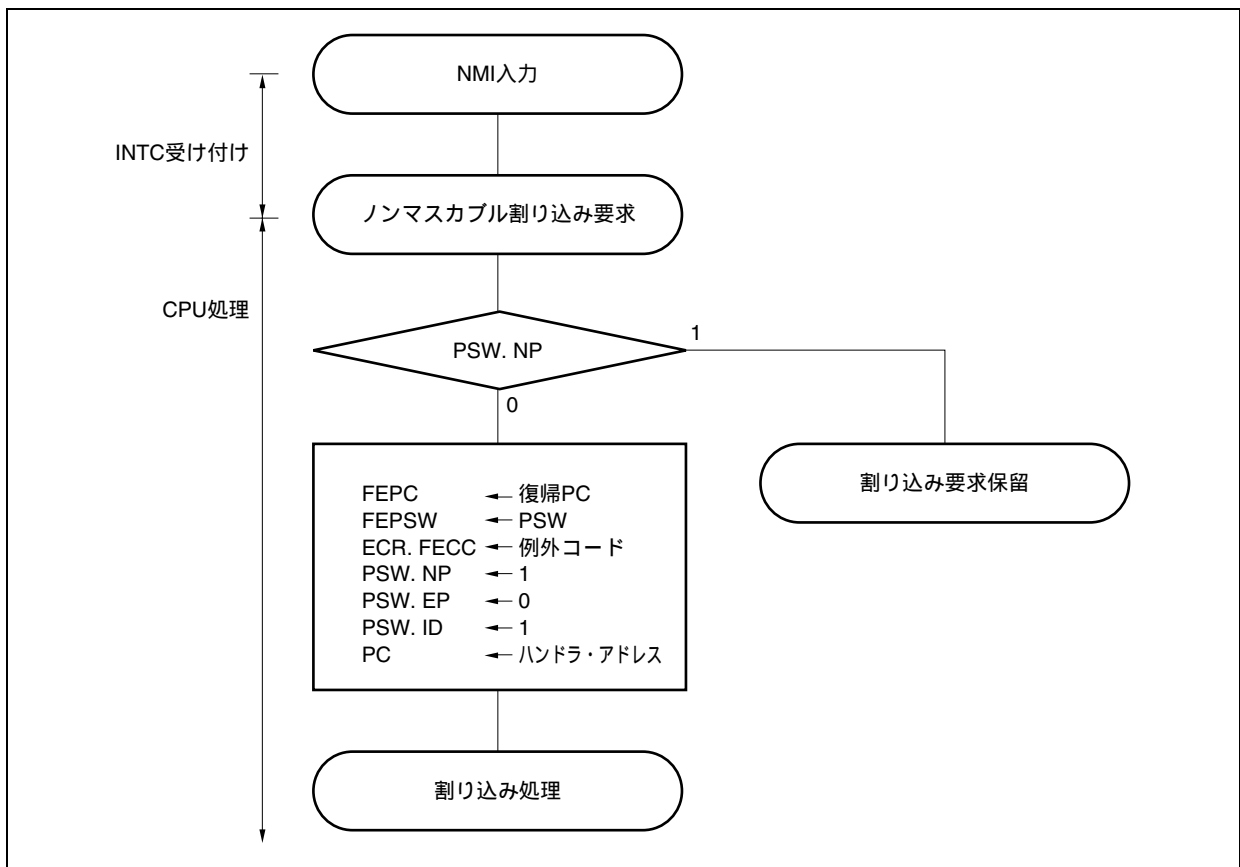 NMI入力
INTC受け付け
ノンマスカブル割り込み要求
CPU処理
PSW. NP
1
0
FEPC ← 復帰PC
FEPSW ← PSW
ECR. FECC ← 例外コード
PSW. NP ← 1
PSW. EP ← 0
PSW. ID ← 1
PC ← ハンドラ・アドレス
割り込み要求保留
割り込み処理